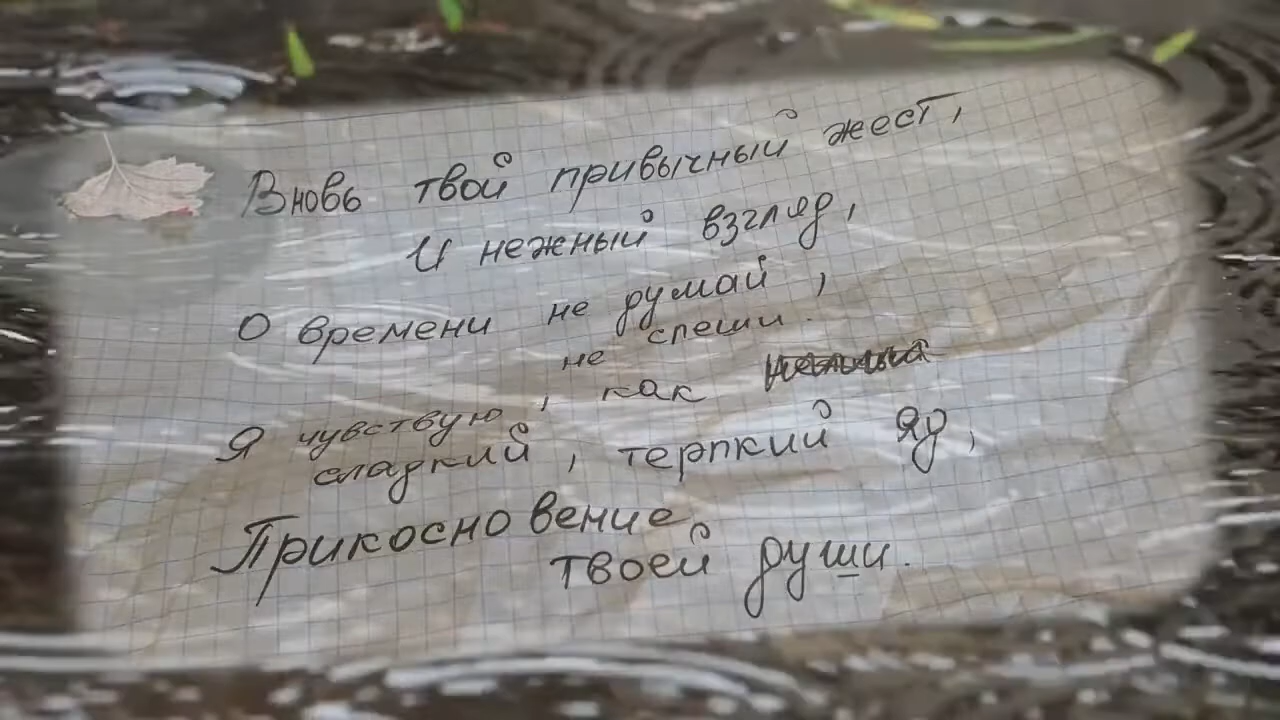 Вновь твой привычный жест,
И нежный взгляд,
О времени не думай,
не спеши.
Я чувствую, как
сладкий, терпкий яд,
Прикосновение
твоей души.